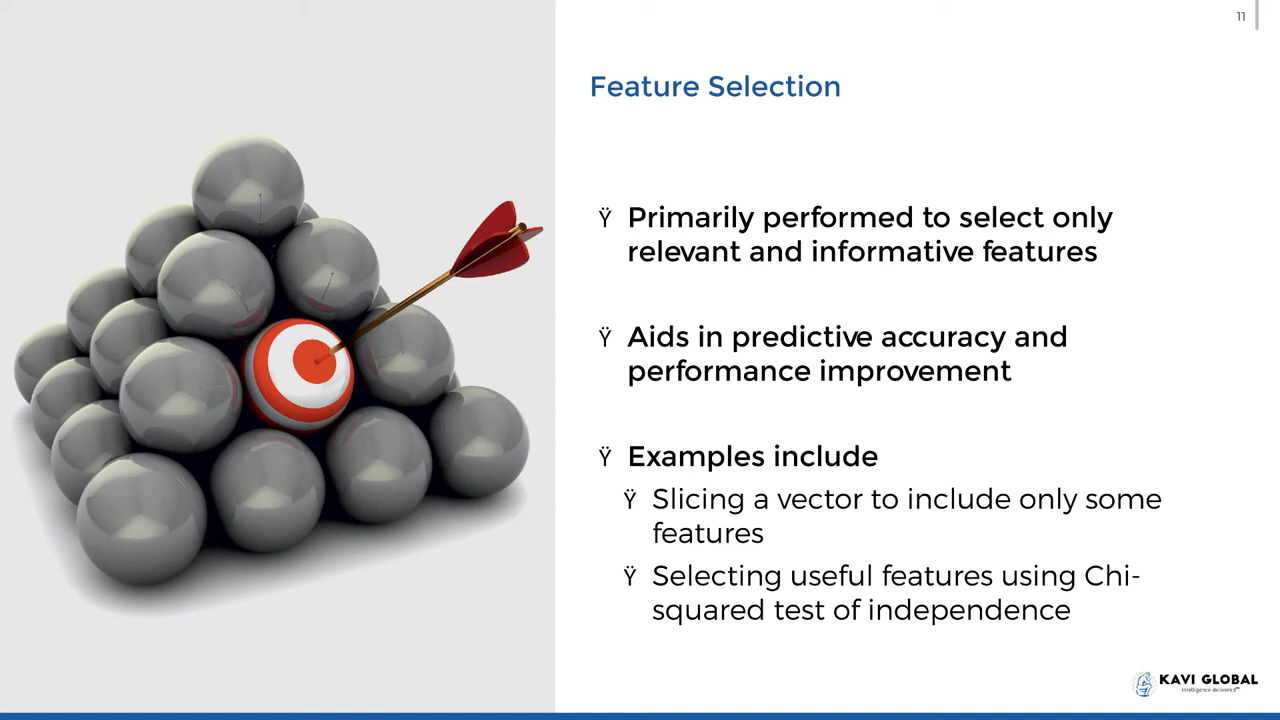 11
Feature Selection
Ÿ Primarily performed to select only
relevant and informative features
Ÿ Aids in predictive accuracy and
performance improvement
Ÿ Examples include
Ÿ Slicing a vector to include only some
features
Ÿ Selecting useful features using Chi-
squared test of independence
KAVI GLOBAL
intelligence delivered℠